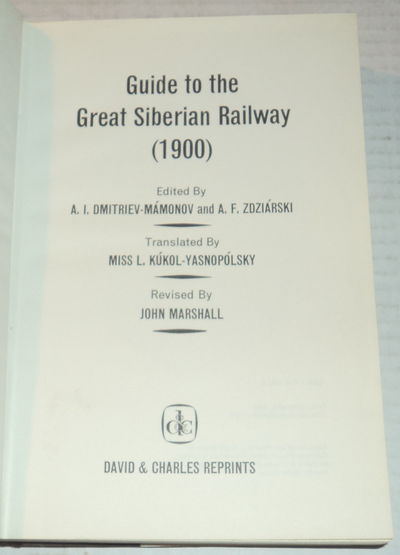 Guide to the
Great Siberian Railway
(1900)
Edited By
A. I. DMITRIEV-MÁMONOV and A. F. ZDZIÁRSKI
Translated By
MISS L. KÚKOL-YASNOPÓLSKY
Revised By
JOHN MARSHALL
DAVID & CHARLES REPRINTS